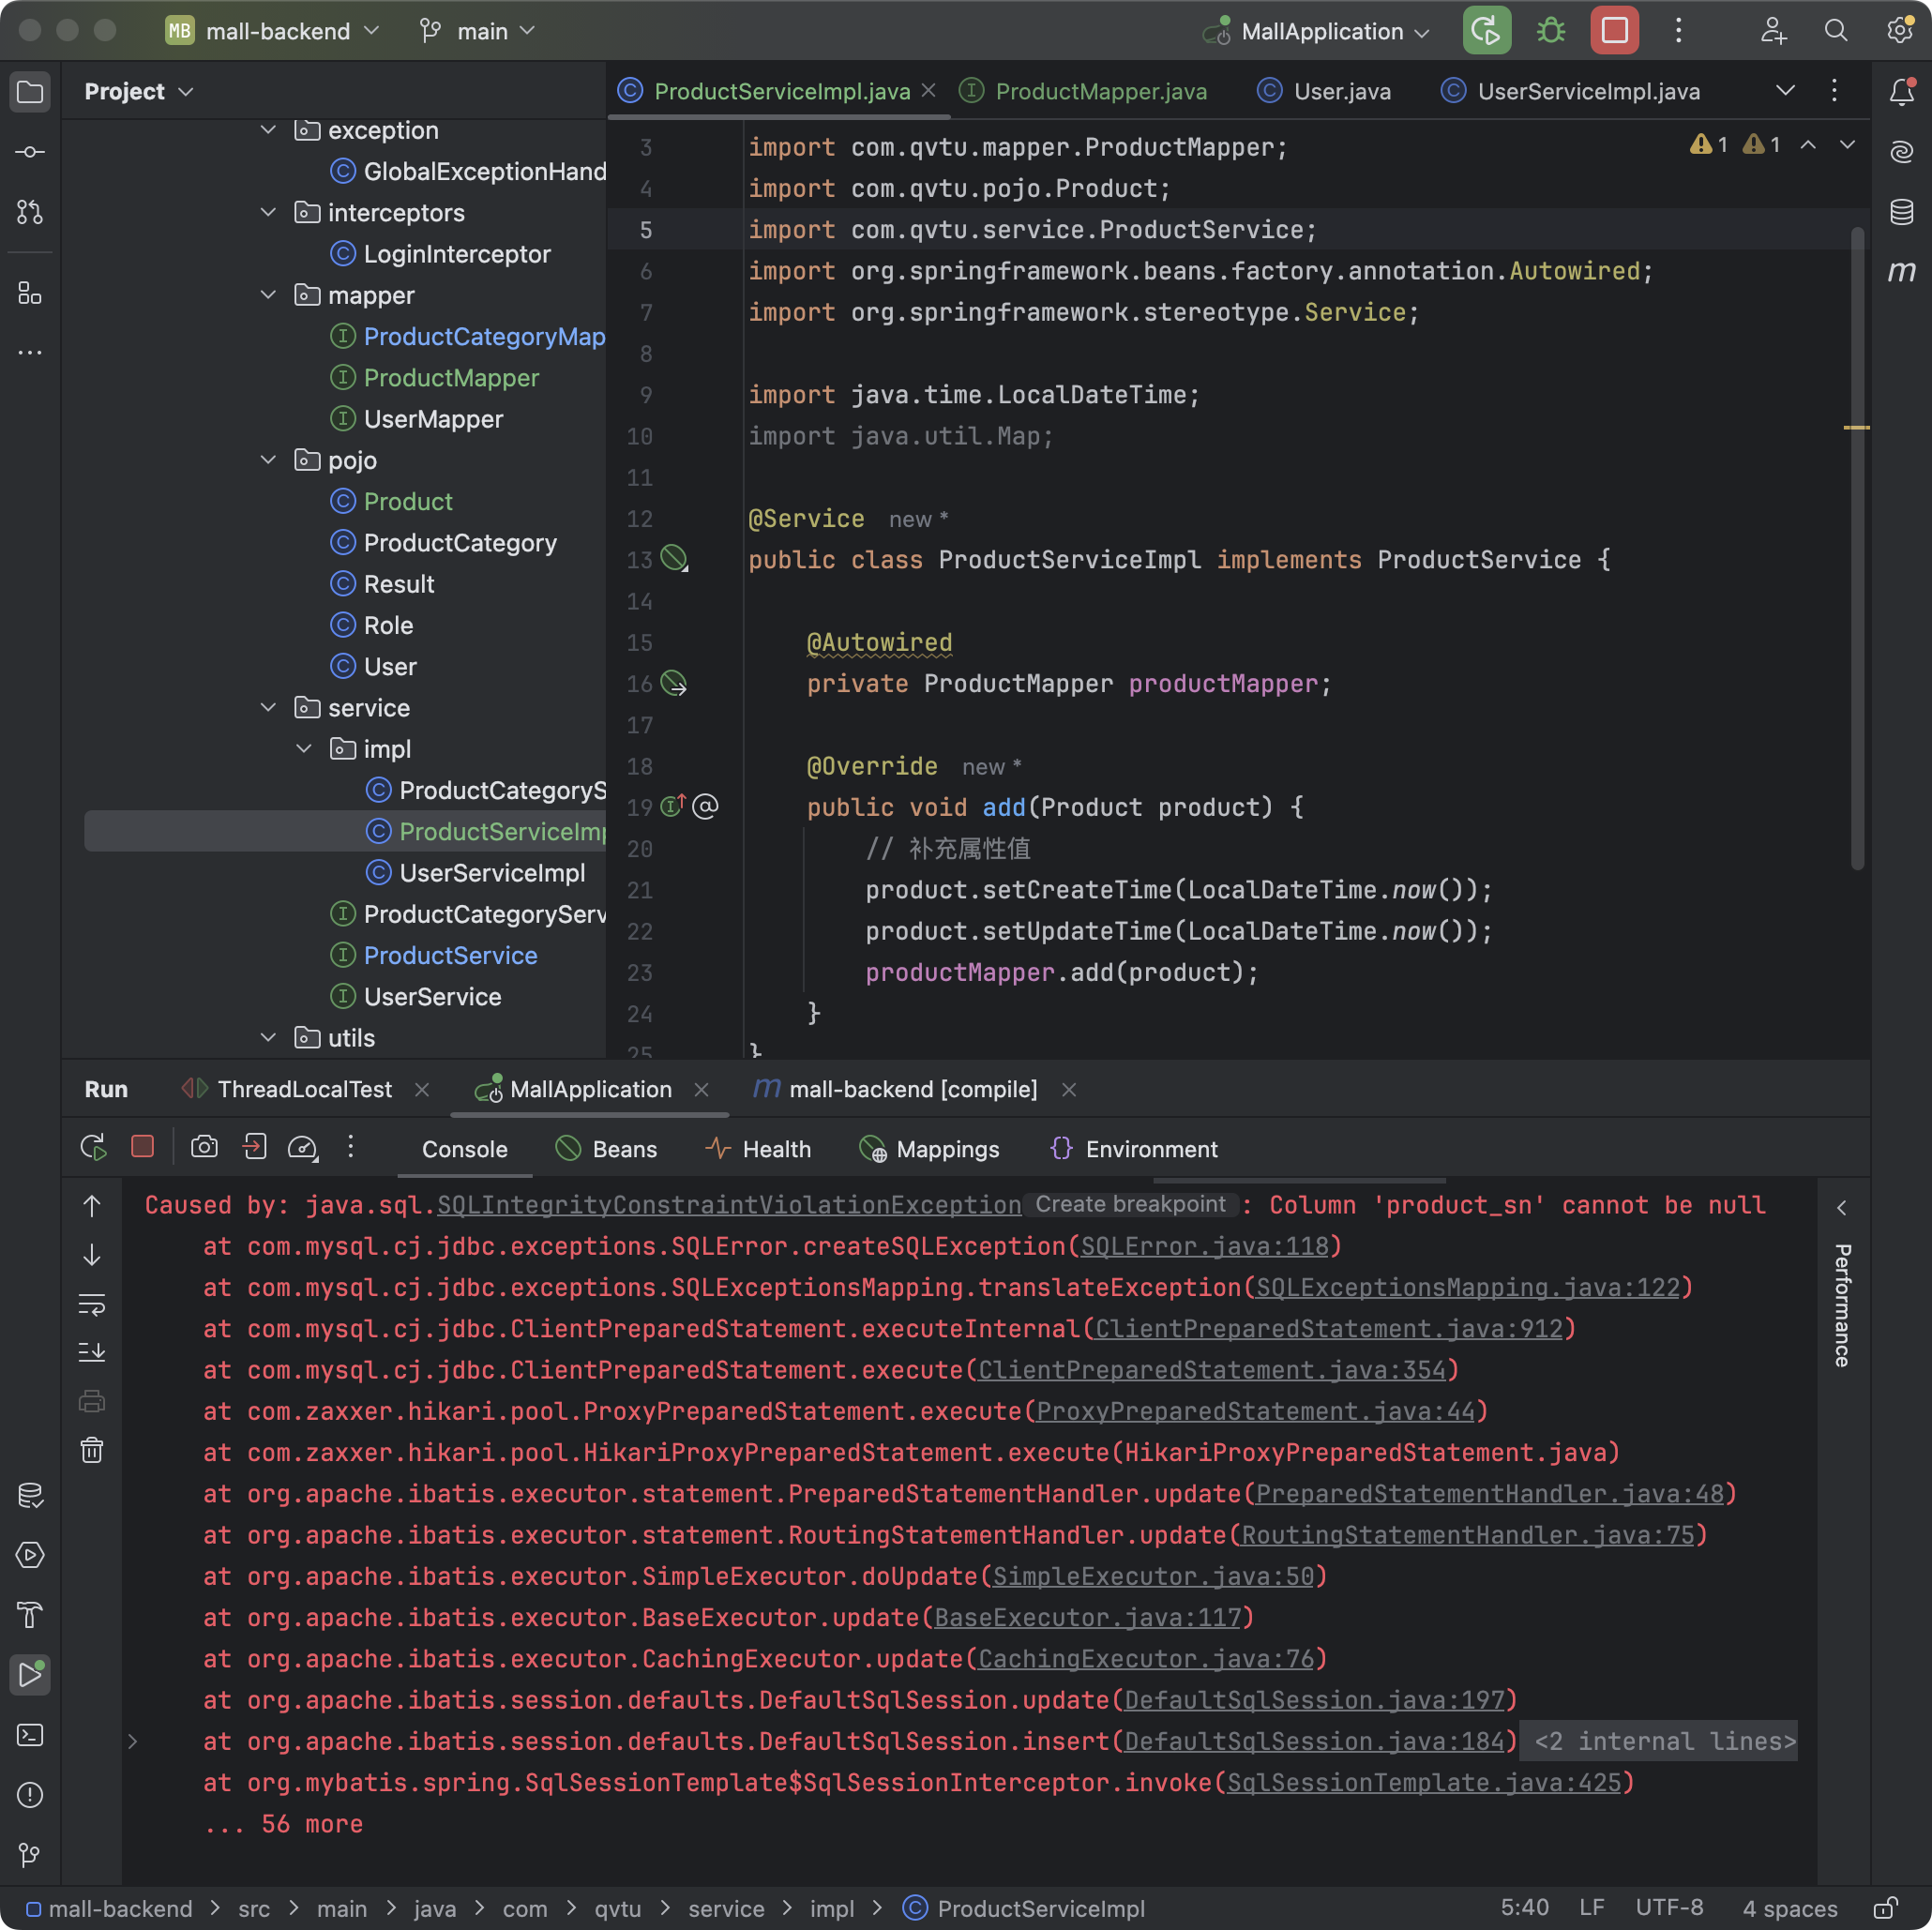 MB mall-backend main MallApplication
Project
ProductServiceImpl.java ProductMapper.java User.java UserServiceImpl.java
exception
GlobalExceptionHand
interceptors
LoginInterceptor
mapper
ProductCategoryMap
ProductMapper
UserMapper
pojo
Product
ProductCategory
Result
Role
User
service
impl
ProductCategoryS
ProductServiceImp
UserServiceImpl
ProductCategoryServ
ProductService
UserService
utils
1 1
3 import com.qvtu.mapper.ProductMapper;
4 import com.qvtu.pojo.Product;
5 import com.qvtu.service.ProductService;
6 import org.springframework.beans.factory.annotation.Autowired;
7 import org.springframework.stereotype.Service;
8
9 import java.time.LocalDateTime;
10 import java.util.Map;
11
12 @Service new *
13 public class ProductServiceImpl implements ProductService {
14
15 @Autowired
16 private ProductMapper productMapper;
17
18 @Override new *
19 public void add(Product product) {
20 // 补充属性值
21 product.setCreateTime(LocalDateTime.now());
22 product.setUpdateTime(LocalDateTime.now());
23 productMapper.add(product);
24 }
25 }
Run ThreadLocalTest MallApplication m mall-backend [compile]
Console Beans Health Mappings Environment
Caused by: java.sql.SQLIntegrityConstraintViolationException Create breakpoint : Column 'product_sn' cannot be null
at com.mysql.cj.jdbc.exceptions.SQLError.createSQLException(SQLError.java:118)
at com.mysql.cj.jdbc.exceptions.SQLExceptionsMapping.translateException(SQLExceptionsMapping.java:122)
at com.mysql.cj.jdbc.ClientPreparedStatement.executeInternal(ClientPreparedStatement.java:912)
at com.mysql.cj.jdbc.ClientPreparedStatement.execute(ClientPreparedStatement.java:354)
at com.zaxxer.hikari.pool.ProxyPreparedStatement.execute(ProxyPreparedStatement.java:44)
at com.zaxxer.hikari.pool.HikariProxyPreparedStatement.execute(HikariProxyPreparedStatement.java)
at org.apache.ibatis.executor.statement.PreparedStatementHandler.update(PreparedStatementHandler.java:48)
at org.apache.ibatis.executor.statement.RoutingStatementHandler.update(RoutingStatementHandler.java:75)
at org.apache.ibatis.executor.SimpleExecutor.doUpdate(SimpleExecutor.java:50)
at org.apache.ibatis.executor.BaseExecutor.update(BaseExecutor.java:117)
at org.apache.ibatis.executor.CachingExecutor.update(CachingExecutor.java:76)
at org.apache.ibatis.session.defaults.DefaultSqlSession.update(DefaultSqlSession.java:197)
at org.apache.ibatis.session.defaults.DefaultSqlSession.insert(DefaultSqlSession.java:184) <2 internal lines>
at org.mybatis.spring.SqlSessionTemplate$SqlSessionInterceptor.invoke(SqlSessionTemplate.java:425)
... 56 more
Performance
mall-backend > src > main > java > com > qvtu > service > impl > ProductServiceImpl 5:40 LF UTF-8 4 spaces